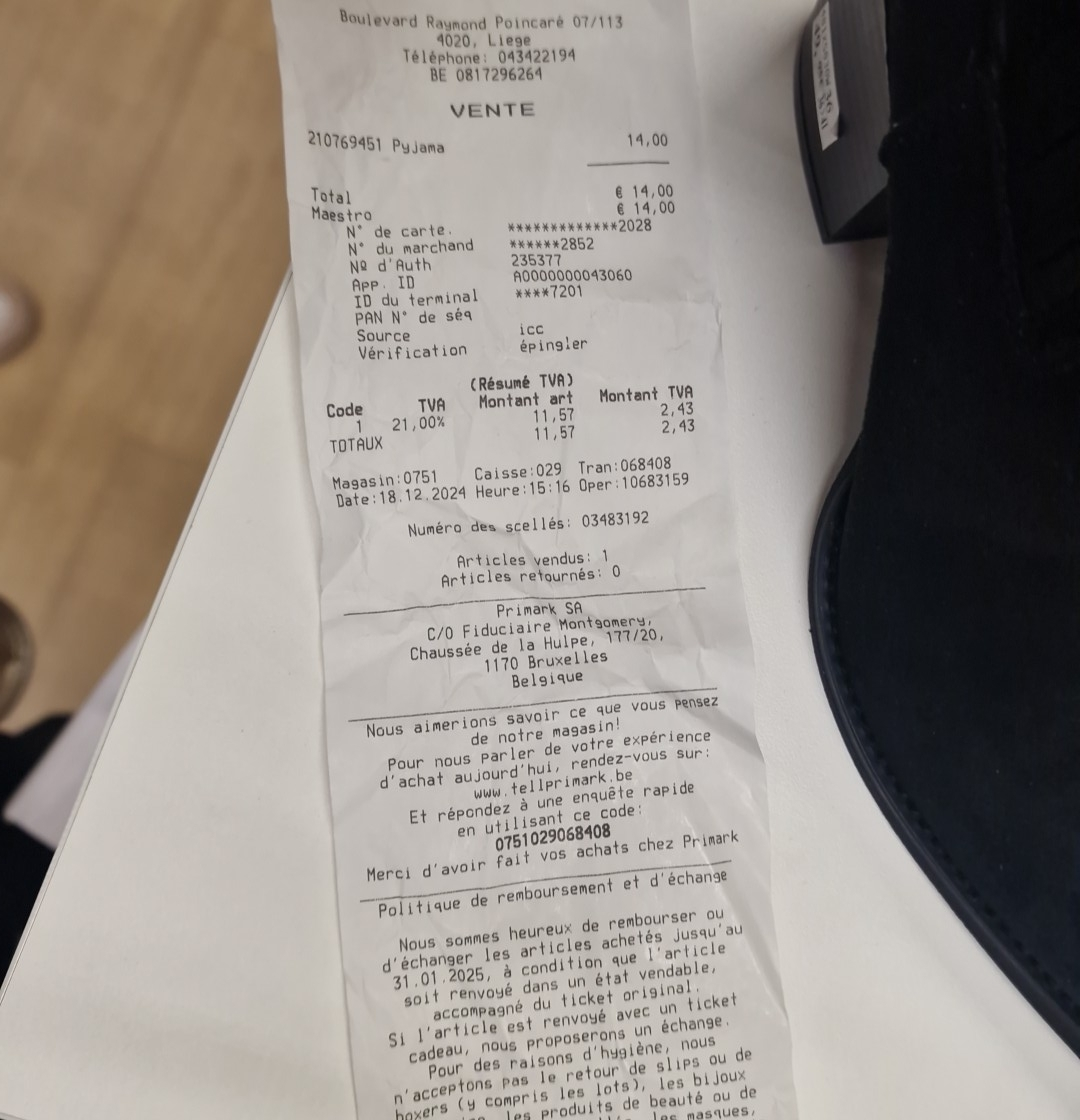 Boulevard Raymond Poincaré 07/113
4020, Liege
Téléphone: 043422194
BE 0817296264
VENTE
210769451 Pyjama 14,00
Total € 14,00
Maestro € 14,00
N° de carte. *************2028
N° du marchand ******2852
Nº d'Auth 235377
App. ID A0000000043060
ID du terminal ****7201
PAN N° de séq
Source icc
Vérification épingler
(Résumé TVA)
Code TVA Montant art Montant TVA
1 21,00% 11,57 2,43
TOTAUX 11,57 2,43
Magasin:0751 Caisse:029 Tran:068408
Date:18.12.2024 Heure:15:16 Oper:10683159
Numéro des scellés: 03483192
Articles vendus: 1
Articles retournés: 0
Primark SA
C/O Fiduciaire Montgomery,
Chaussée de la Hulpe, 177/20,
1170 Bruxelles
Belgique
Nous aimerions savoir ce que vous pensez
de notre magasin!
Pour nous parler de votre expérience
d'achat aujourd'hui, rendez-vous sur:
www.tellprimark.be
Et répondez à une enquête rapide
en utilisant ce code:
0751029068408
Merci d'avoir fait vos achats chez Primark
Politique de remboursement et d'échange
Nous sommes heureux de rembourser ou
d'échanger les articles achetés jusqu'au
31.01.2025, à condition que l'article
soit renvoyé dans un état vendable,
accompagné du ticket original.
Si l'article est renvoyé avec un ticket
cadeau, nous proposerons un échange.
Pour des raisons d'hygiène, nous
n'acceptons pas le retour de slips ou de
boxers (y compris les lots), les bijoux
les produits de beauté ou de
les masques,